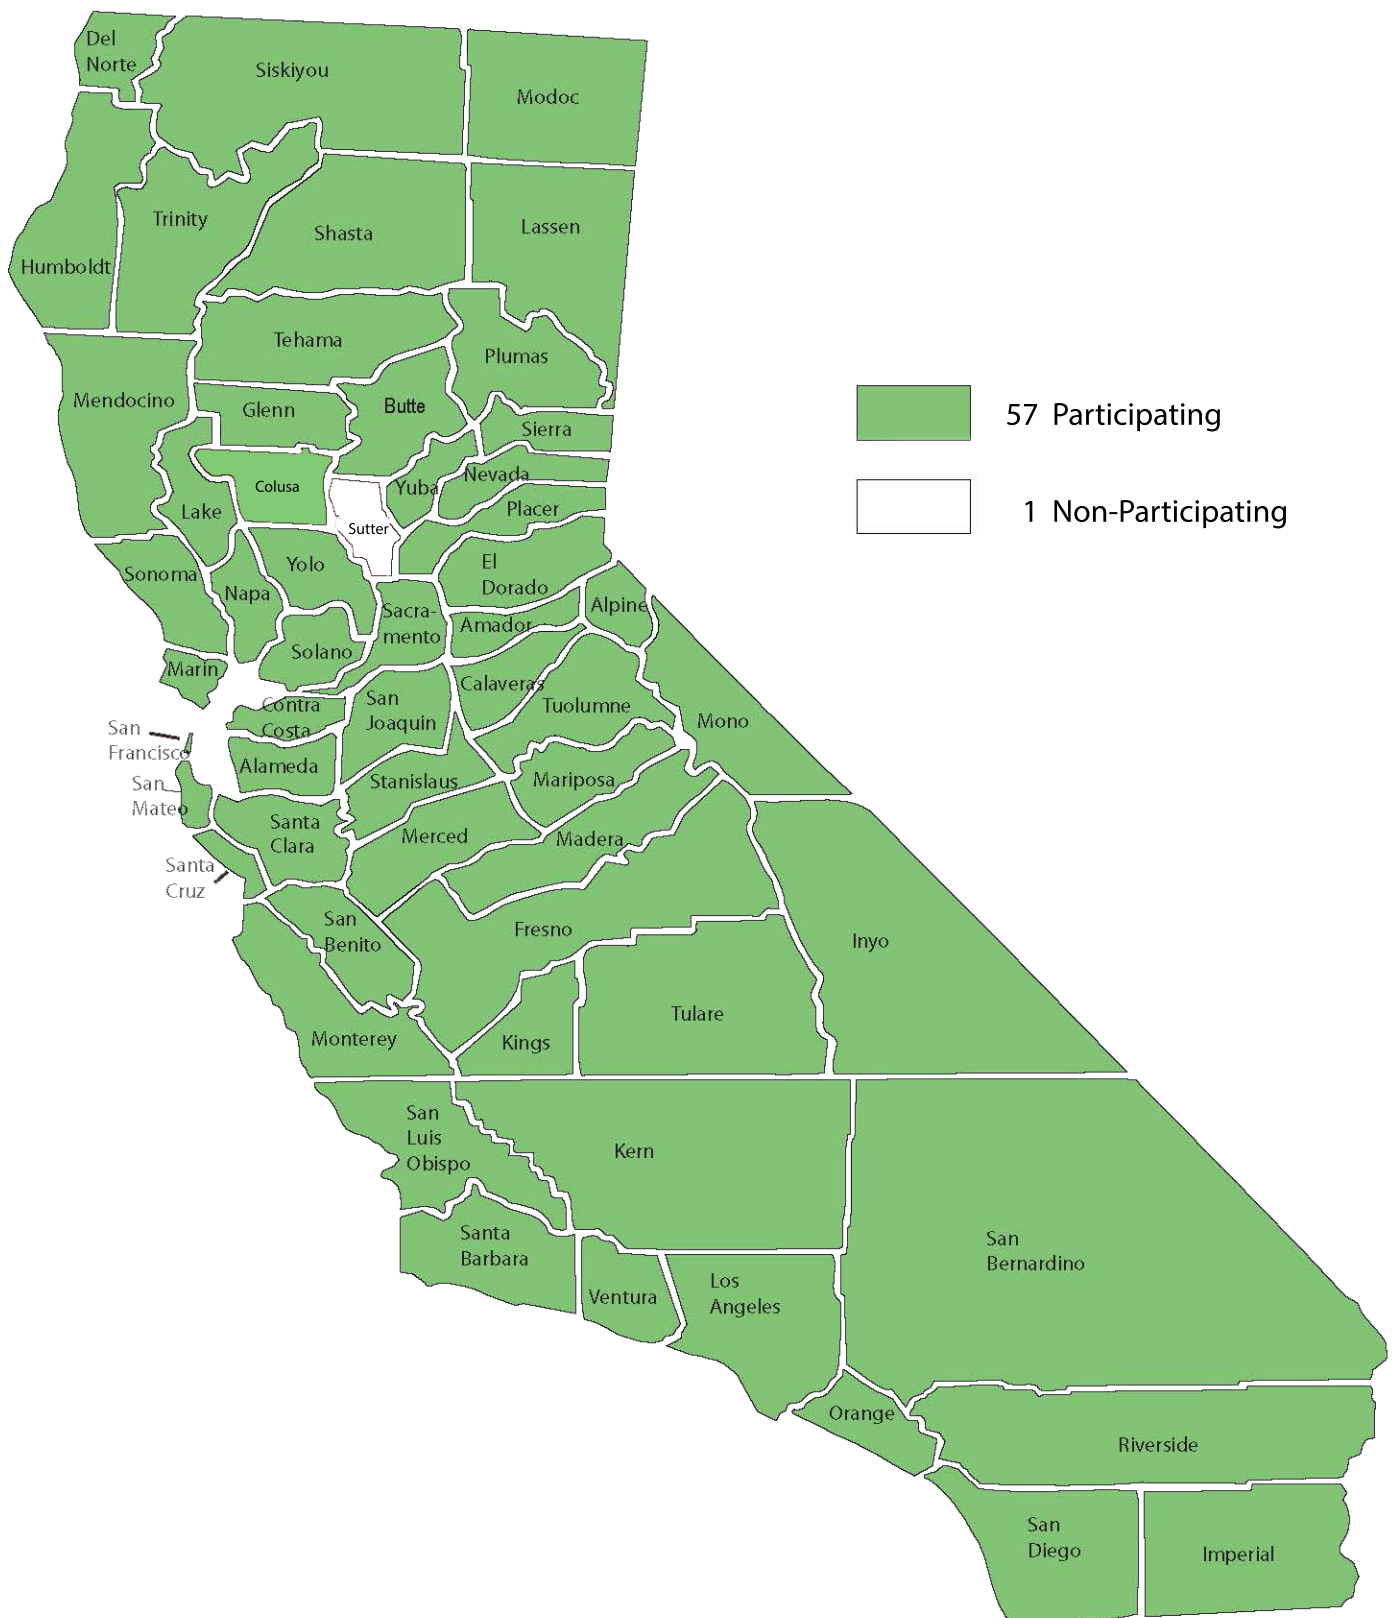 Del
Norte
Siskiyou
Modoc
Trinity
Shasta
Lassen
Humboldt
Tehama
Plumas
Mendocino
Glenn
Butte
Sierra
Nevada
Colusa
Yuba
Placer
Lake
Sutter
Sonoma
Napa
Yolo
El
Dorado
Sacra-
mento
Alpine
Amador
Solano
Marin
Contra
Costa
San
Joaquin
Calaveras
Tuolumne
Mono
San
Francisco
Alameda
San
Mateo
Stanislaus
Mariposa
Santa
Clara
Merced
Madera
Santa
Cruz
San
Benito
Fresno
Inyo
Monterey
Kings
Tulare
San
Luis
Obispo
Kern
Santa
Barbara
Ventura
Los
Angeles
San
Bernardino
Orange
Riverside
San
Diego
Imperial
57 Participating
1 Non-Participating